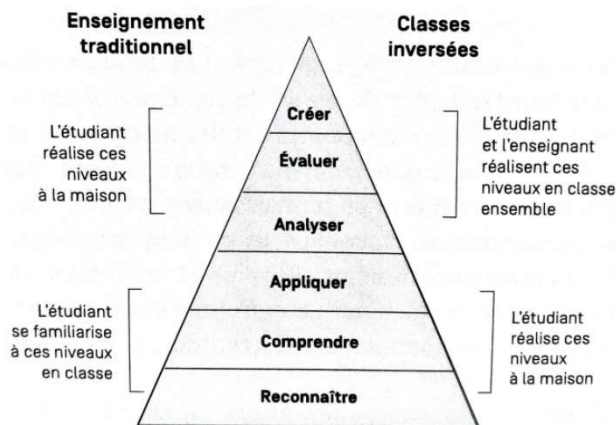 Enseignement
traditionnel
Classes
inversées
L'étudiant
réalise ces
niveaux
à la maison
L'étudiant
se familiarise
à ces niveaux
en classe
Créer
Évaluer
Analyser
Appliquer
Comprendre
Reconnaître
L'étudiant
et l'enseignant
réalisent ces
niveaux en classe
ensemble
L'étudiant
réalise ces
niveaux
à la maison